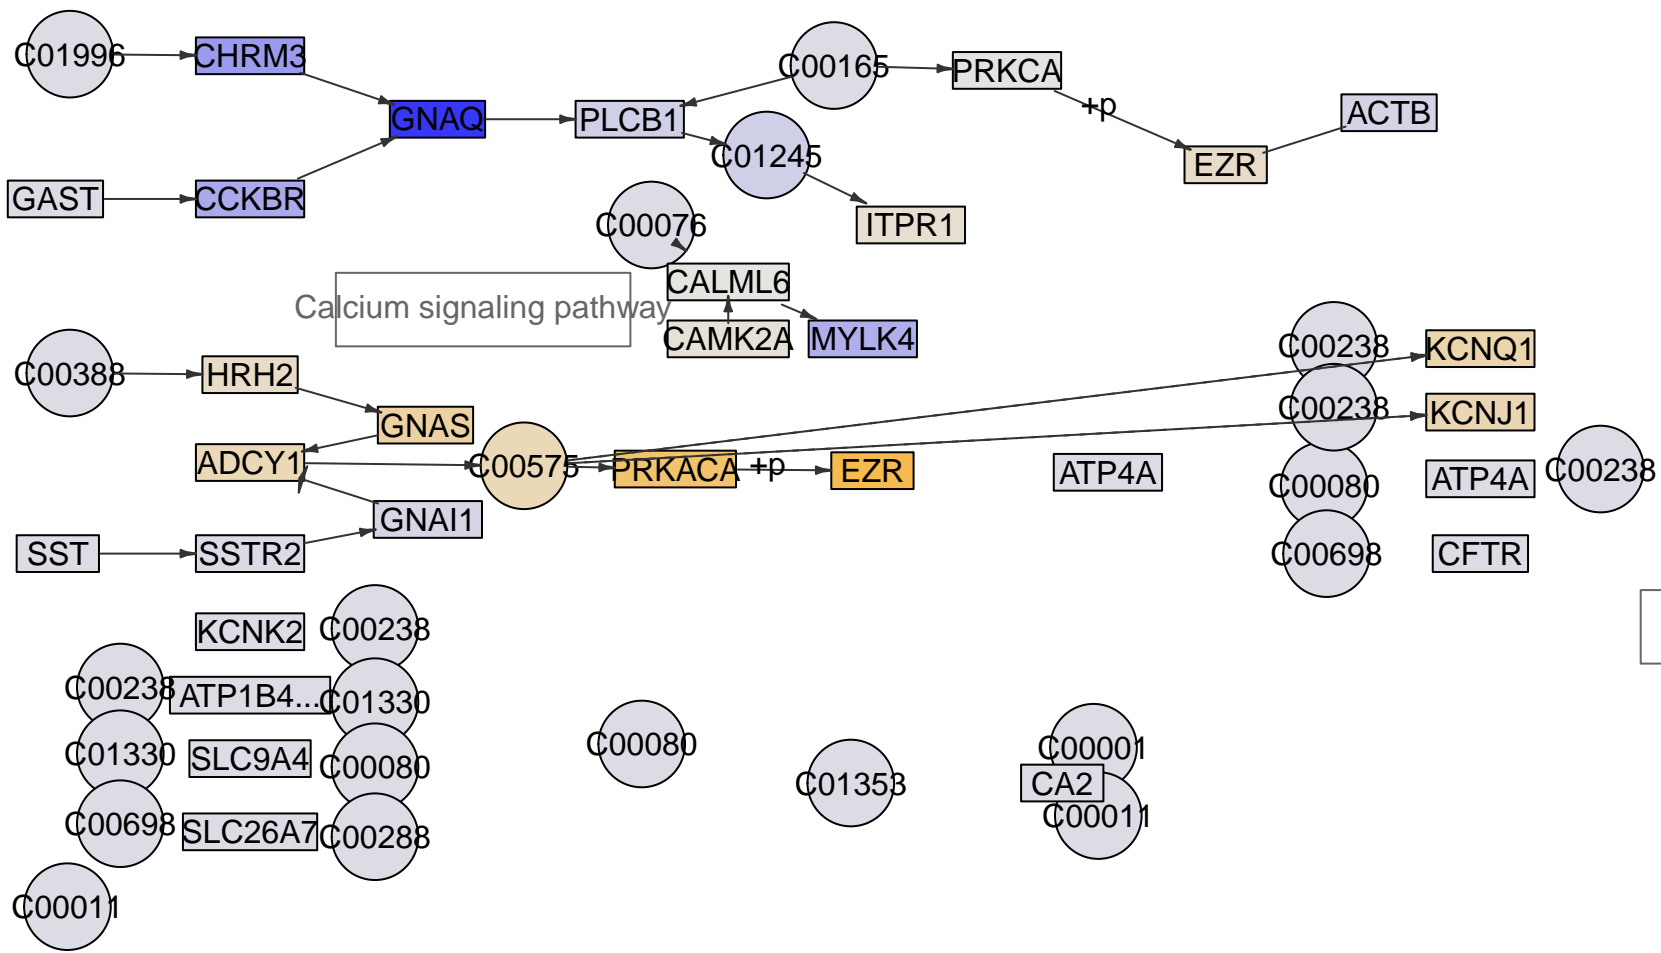 C01996
CHRM3
C00165
PRKCA
GNAQ
PLCB1
+p
ACTB
C01245
EZR
GAST
CCKBR
C00076
ITPR1
CALML6
Calcium signaling pathway
CAMK2A
MYLK4
C00238
KCNQ1
C00388
HRH2
C00238
KCNJ1
GNAS
ADCY1
C00575
PRKACA
+p
EZR
ATP4A
C00080
ATP4A
C00238
GNAI1
SST
SSTR2
C00698
CFTR
KCNK2
C00238
C00238
ATP1B4...
C01330
C01330
SLC9A4
C00080
C00080
C01353
C00001
CA2
C00011
C00698
SLC26A7
C00288
C00011